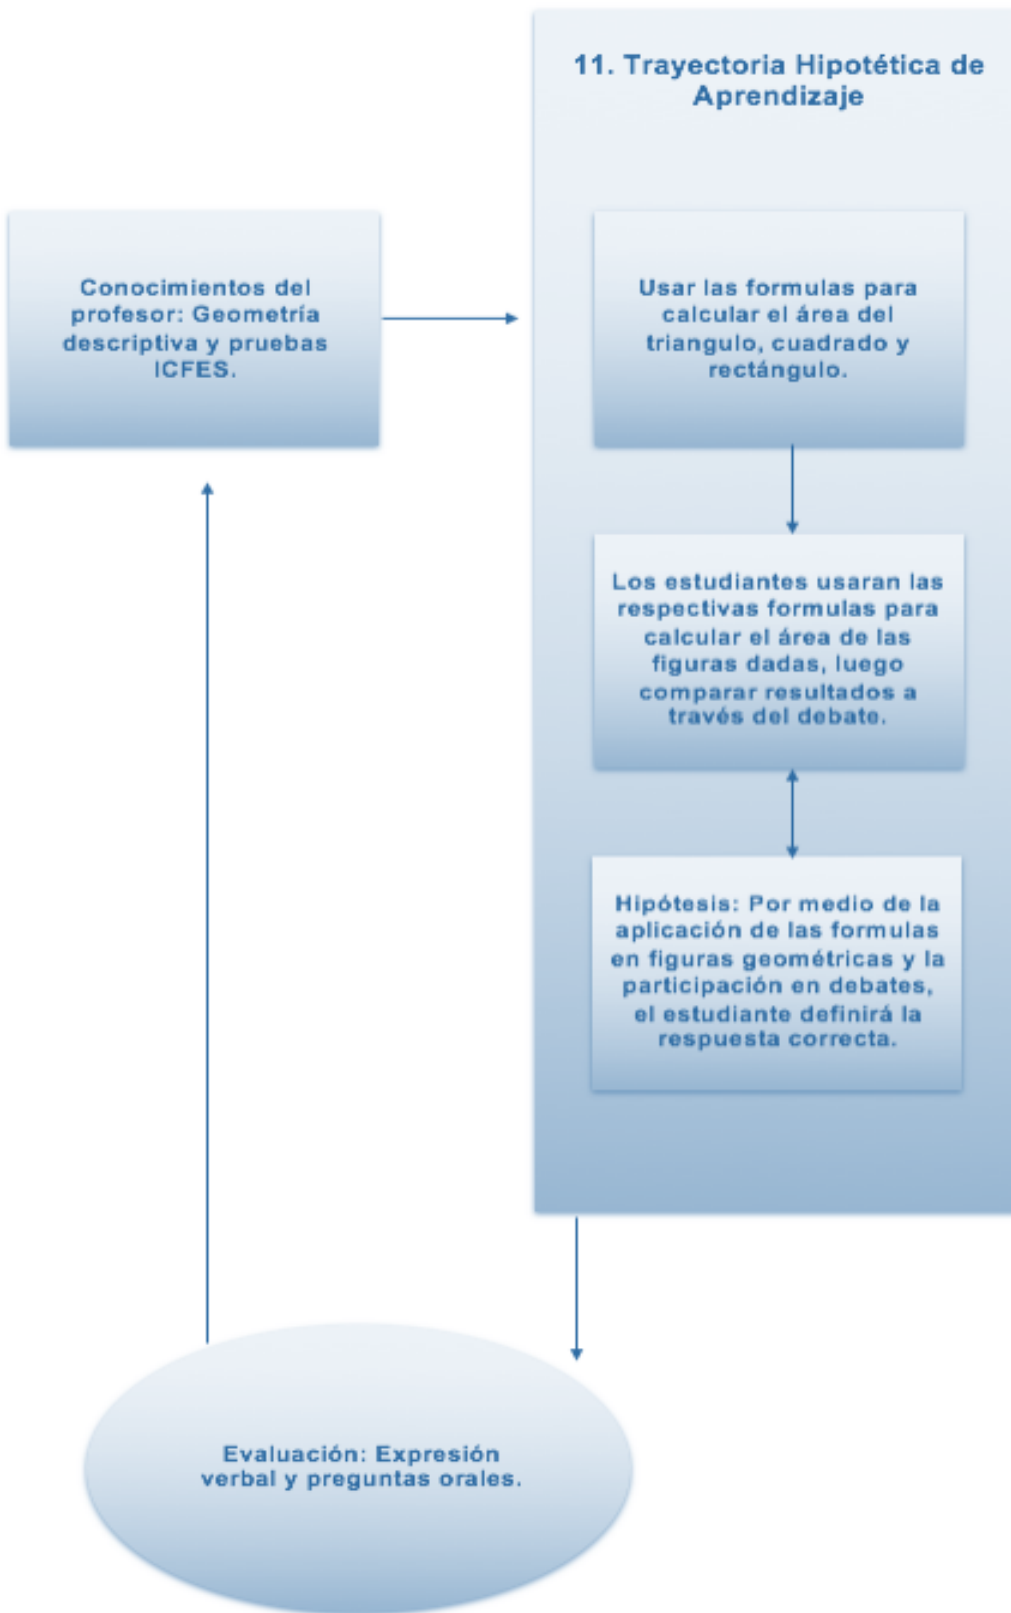 11. Trayectoria Hipotética de
Aprendizaje
Conocimientos del
profesor: Geometría
descriptiva y pruebas
ICFES.
Usar las formulas para
calcular el área del
triangulo, cuadrado y
rectángulo.
Los estudiantes usaran las
respectivas formulas para
calcular el área de las
figuras dadas, luego
comparar resultados a
través del debate.
Hipótesis: Por medio de la
aplicación de las formulas
en figuras geométricas y la
participación en debates,
el estudiante definirá la
respuesta correcta.
Evaluación: Expresión
verbal y preguntas orales.